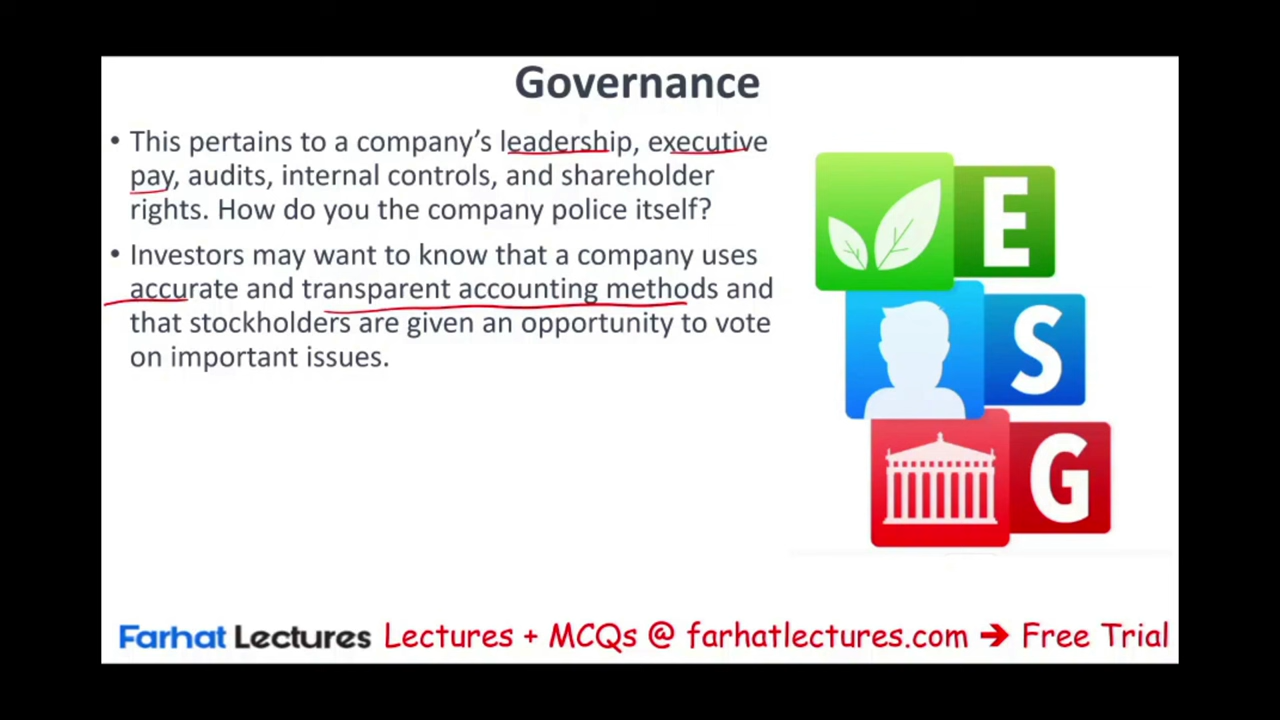 Governance
• This pertains to a company's leadership, executive
pay, audits, internal controls, and shareholder
rights. How do you the company police itself?
• Investors may want to know that a company uses
accurate and transparent accounting methods and
that stockholders are given an opportunity to vote
on important issues.
E
S
G
Farhat Lectures Lectures + MCQs @ farhatlectures.com ➔ Free Trial